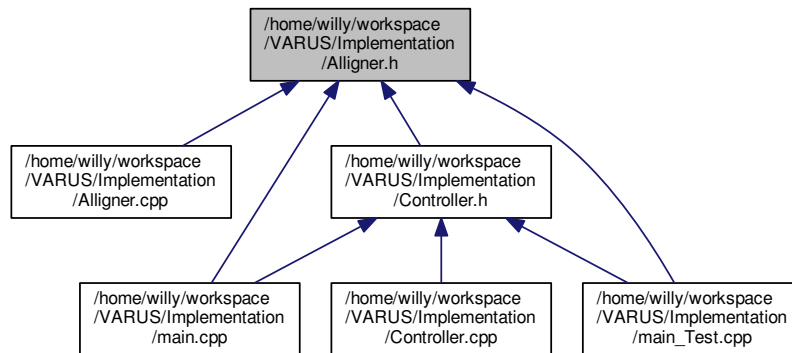 /home/willy/workspace
/VARUS/Implementation
/Alligner.h
/home/willy/workspace
/VARUS/Implementation
/Alligner.cpp
/home/willy/workspace
/VARUS/Implementation
/Controller.h
/home/willy/workspace
/VARUS/Implementation
/main.cpp
/home/willy/workspace
/VARUS/Implementation
/Controller.cpp
/home/willy/workspace
/VARUS/Implementation
/main_Test.cpp